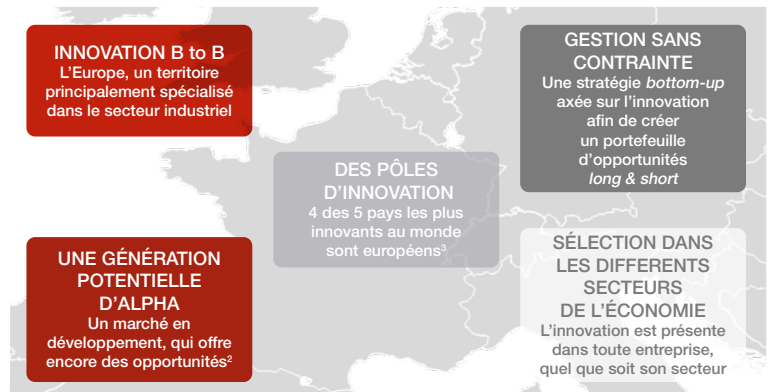 INNOVATION B to B
L'Europe, un territoire
principalement spécialisé
dans le secteur industriel
GESTION SANS
CONTRAINTE
Une stratégie bottom-up
axée sur l'innovation
afin de créer
un portefeuille
d'opportunités
long & short
DES PÔLES
D'INNOVATION
4 des 5 pays les plus
innovants au monde
sont européens³
UNE GÉNÉRATION
POTENTIELLE
D'ALPHA
Un marché en
développement, qui offre
encore des opportunités²
SÉLECTION DANS
LES DIFFERENTS
SECTEURS
DE L'ÉCONOMIE
L'innovation est présente
dans toute entreprise,
quel que soit son secteur